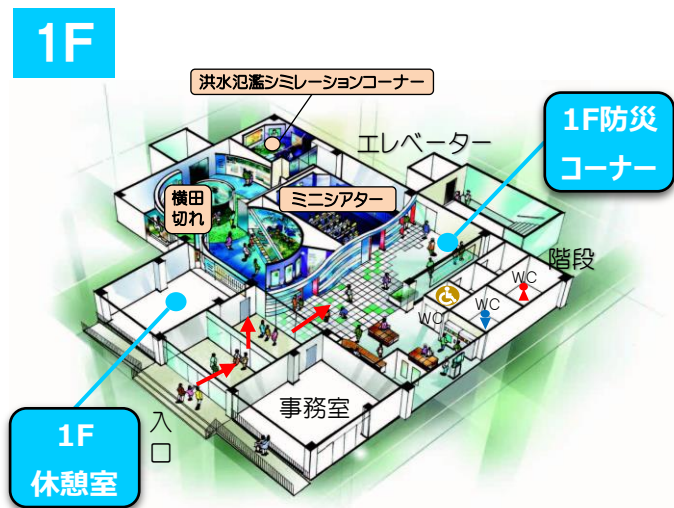 1F
洪水氾濫シミレーションコーナー
エレベーター
1F防災
コーナー
横田
切れ
ミニシアター
階段
WC
WC
WC
事務室
入
口
1F
休憩室